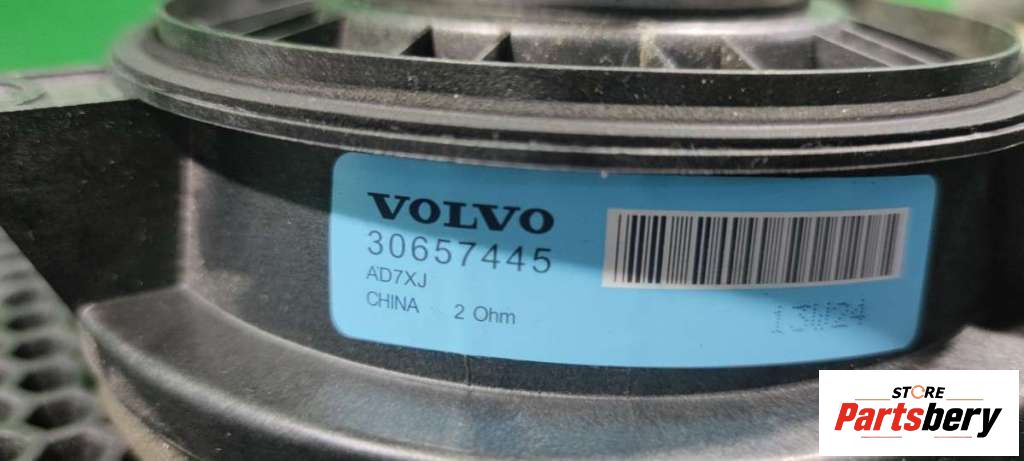 VOLVO
30657445
AD7XJ
CHINA 2 Ohm
13W24
STORE
Partsbery